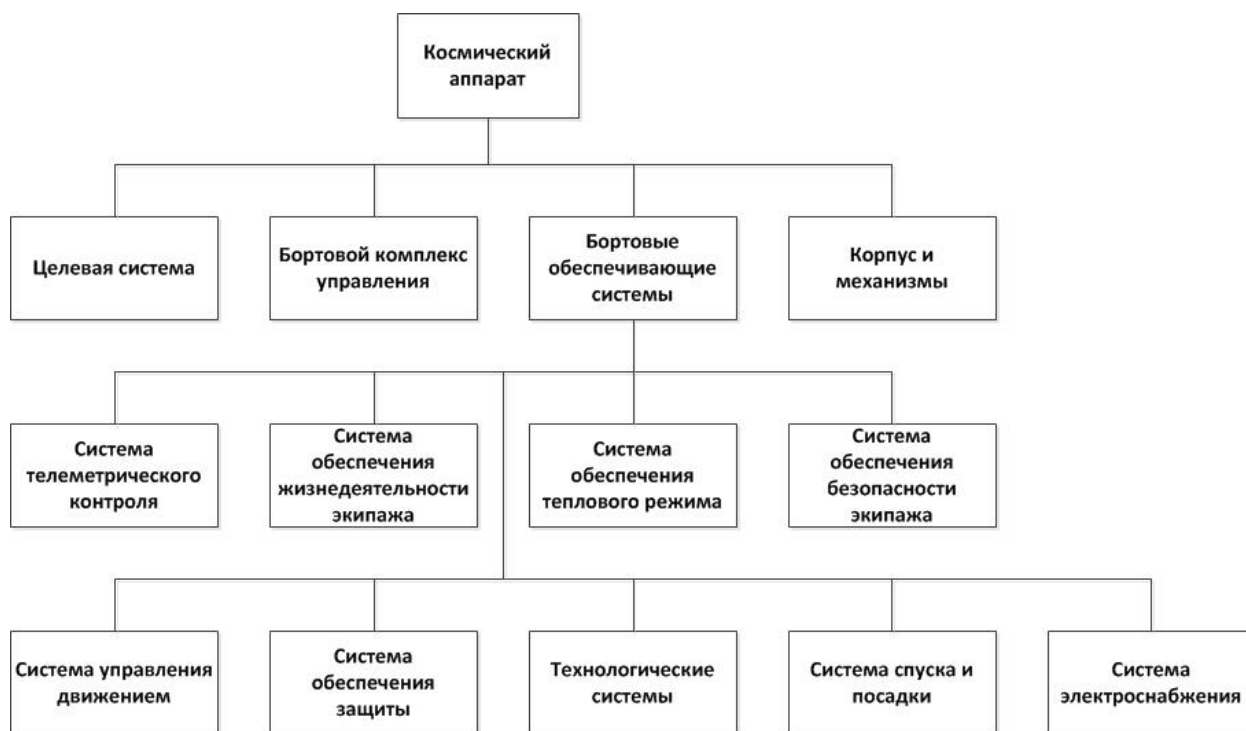 Космический
аппарат
Целевая система
Бортовой комплекс
управления
Бортовые
обеспечивающие
системы
Корпус и
механизмы
Система
телеметрического
контроля
Система
обеспечения
жизнедеятельности
экипажа
Система
обеспечения
теплового режима
Система
обеспечения
безопасности
экипажа
Система управления
движением
Система
обеспечения
защиты
Технологические
системы
Система спуска и
посадки
Система
электроснабжения